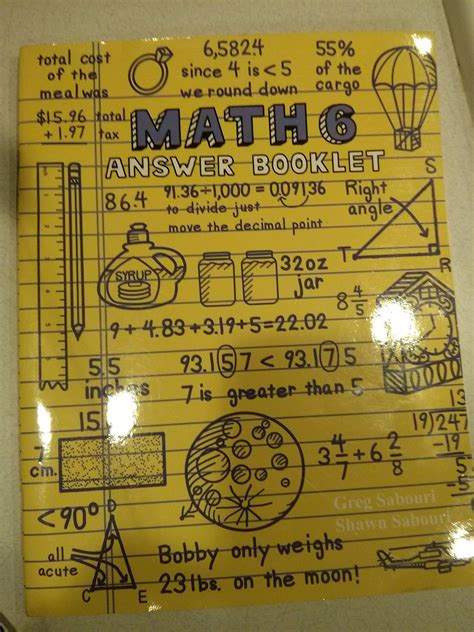 total cost
of the
meal was
$15.96 total
+ 1.97 tax
6,5824
since 4 is < 5
we round down
55%
of the
cargo
MATH 6
ANSWER BOOKLET
86.4
91.36÷1,000 = 0.09136
to divide just
move the decimal point
Right
angle
S
T
R
SYRUP
32oz
jar
8 4/5
9 + 4.83 + 3.19 + 5 = 22.02
5.5
inches
93.157 < 93.175
7 is greater than 5
15
7
cm.
3 4/7 + 6 2/8
13
19/247
-19
5
-5
Greg Sabouri
Shawn Sabouri
<90°
D
all
acute
C
E
Bobby only weighs
23 lbs. on the moon!